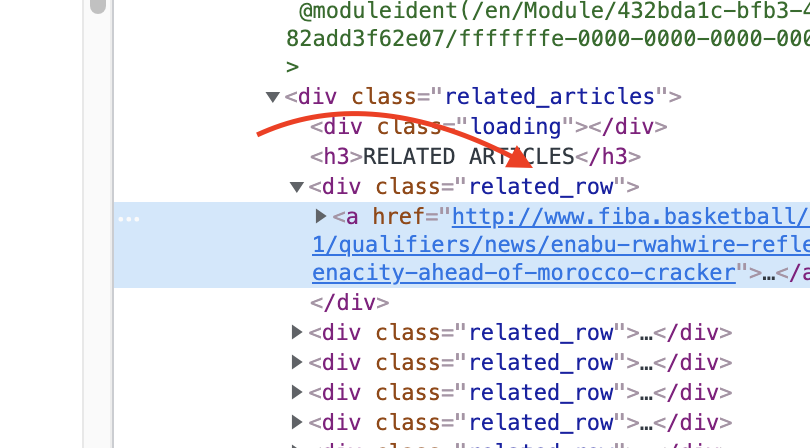 @moduleident(/en/Module/432bda1c-bfb3-4
82add3f62e07/fffffffe-0000-0000-0000-000
>
▼<div class="related_articles">
<div class="loading"></div>
<h3>RELATED ARTICLES</h3>
▼<div class="related_row">
… ▶<a href="http://www.fiba.basketball/
1/qualifiers/news/enabu-rwahwire-refle
enacity-ahead-of-morocco-cracker">…</a
</div>
▶<div class="related_row">…</div>
▶<div class="related_row">…</div>
▶<div class="related_row">…</div>
▶<div class="related_row">…</div>